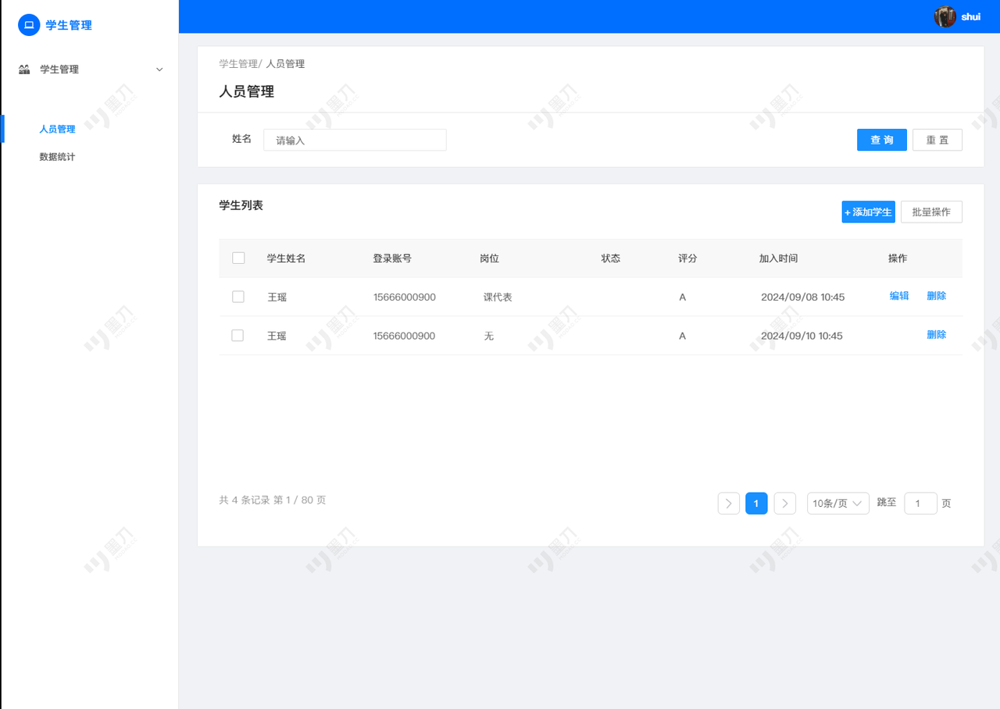 学生管理
shui
学生管理
人员管理
数据统计
学生管理/ 人员管理
人员管理
姓名 请输入 查 询 重 置
学生列表
+ 添加学生 批量操作
学生姓名 登录账号 岗位 状态 评分 加入时间 操作
王瑶 15666000900 课代表 A 2024/09/08 10:45 编辑 删除
王瑶 15666000900 无 A 2024/09/10 10:45 删除
共 4 条记录 第 1 / 80 页
1 10条/页 跳至 1 页
墨刀
MODAO.CC